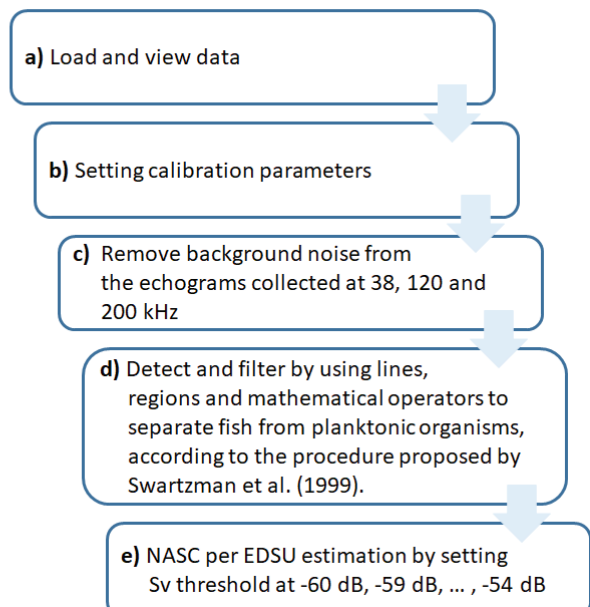 a) Load and view data
b) Setting calibration parameters
c) Remove background noise from
the echograms collected at 38, 120 and
200 kHz
d) Detect and filter by using lines,
regions and mathematical operators to
separate fish from planktonic organisms,
according to the procedure proposed by
Swartzman et al. (1999).
e) NASC per EDSU estimation by setting
Sv threshold at -60 dB, -59 dB, ... , -54 dB